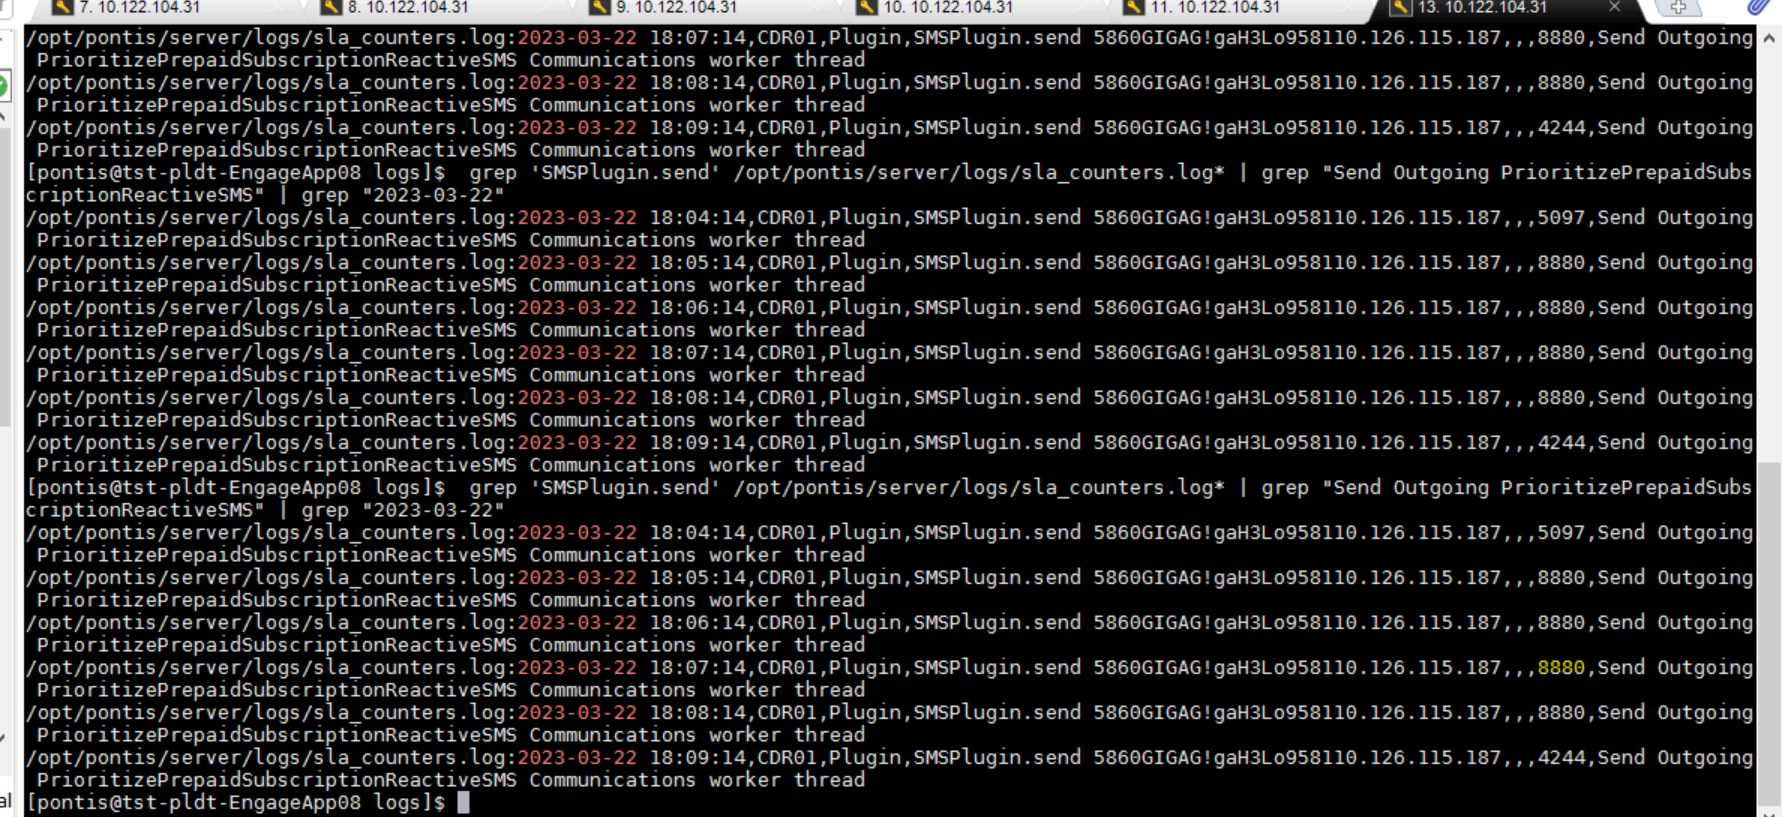 7. 10.122.104.31
8. 10.122.104.31
9. 10.122.104.31
10. 10.122.104.31
11. 10.122.104.31
13. 10.122.104.31
/opt/pontis/server/logs/sla_counters.log:2023-03-22 18:07:14,CDR01,Plugin,SMSPlugin.send 5860GIGAG!gaH3Lo958110.126.115.187,,,8880,Send Outgoing
PrioritizePrepaidSubscriptionReactiveSMS Communications worker thread
/opt/pontis/server/logs/sla_counters.log:2023-03-22 18:08:14,CDR01,Plugin,SMSPlugin.send 5860GIGAG!gaH3Lo958110.126.115.187,,,8880,Send Outgoing
PrioritizePrepaidSubscriptionReactiveSMS Communications worker thread
/opt/pontis/server/logs/sla_counters.log:2023-03-22 18:09:14,CDR01,Plugin,SMSPlugin.send 5860GIGAG!gaH3Lo958110.126.115.187,,,4244,Send Outgoing
PrioritizePrepaidSubscriptionReactiveSMS Communications worker thread
[pontis@tst-pldt-EngageApp08 logs]$  grep 'SMSPlugin.send' /opt/pontis/server/logs/sla_counters.log* | grep "Send Outgoing PrioritizePrepaidSubs
criptionReactiveSMS" | grep "2023-03-22"
/opt/pontis/server/logs/sla_counters.log:2023-03-22 18:04:14,CDR01,Plugin,SMSPlugin.send 5860GIGAG!gaH3Lo958110.126.115.187,,,5097,Send Outgoing
PrioritizePrepaidSubscriptionReactiveSMS Communications worker thread
/opt/pontis/server/logs/sla_counters.log:2023-03-22 18:05:14,CDR01,Plugin,SMSPlugin.send 5860GIGAG!gaH3Lo958110.126.115.187,,,8880,Send Outgoing
PrioritizePrepaidSubscriptionReactiveSMS Communications worker thread
/opt/pontis/server/logs/sla_counters.log:2023-03-22 18:06:14,CDR01,Plugin,SMSPlugin.send 5860GIGAG!gaH3Lo958110.126.115.187,,,8880,Send Outgoing
PrioritizePrepaidSubscriptionReactiveSMS Communications worker thread
/opt/pontis/server/logs/sla_counters.log:2023-03-22 18:07:14,CDR01,Plugin,SMSPlugin.send 5860GIGAG!gaH3Lo958110.126.115.187,,,8880,Send Outgoing
PrioritizePrepaidSubscriptionReactiveSMS Communications worker thread
/opt/pontis/server/logs/sla_counters.log:2023-03-22 18:08:14,CDR01,Plugin,SMSPlugin.send 5860GIGAG!gaH3Lo958110.126.115.187,,,8880,Send Outgoing
PrioritizePrepaidSubscriptionReactiveSMS Communications worker thread
/opt/pontis/server/logs/sla_counters.log:2023-03-22 18:09:14,CDR01,Plugin,SMSPlugin.send 5860GIGAG!gaH3Lo958110.126.115.187,,,4244,Send Outgoing
PrioritizePrepaidSubscriptionReactiveSMS Communications worker thread
[pontis@tst-pldt-EngageApp08 logs]$  grep 'SMSPlugin.send' /opt/pontis/server/logs/sla_counters.log* | grep "Send Outgoing PrioritizePrepaidSubs
criptionReactiveSMS" | grep "2023-03-22"
/opt/pontis/server/logs/sla_counters.log:2023-03-22 18:04:14,CDR01,Plugin,SMSPlugin.send 5860GIGAG!gaH3Lo958110.126.115.187,,,5097,Send Outgoing
PrioritizePrepaidSubscriptionReactiveSMS Communications worker thread
/opt/pontis/server/logs/sla_counters.log:2023-03-22 18:05:14,CDR01,Plugin,SMSPlugin.send 5860GIGAG!gaH3Lo958110.126.115.187,,,8880,Send Outgoing
PrioritizePrepaidSubscriptionReactiveSMS Communications worker thread
/opt/pontis/server/logs/sla_counters.log:2023-03-22 18:06:14,CDR01,Plugin,SMSPlugin.send 5860GIGAG!gaH3Lo958110.126.115.187,,,8880,Send Outgoing
PrioritizePrepaidSubscriptionReactiveSMS Communications worker thread
/opt/pontis/server/logs/sla_counters.log:2023-03-22 18:07:14,CDR01,Plugin,SMSPlugin.send 5860GIGAG!gaH3Lo958110.126.115.187,,,8880,Send Outgoing
PrioritizePrepaidSubscriptionReactiveSMS Communications worker thread
/opt/pontis/server/logs/sla_counters.log:2023-03-22 18:08:14,CDR01,Plugin,SMSPlugin.send 5860GIGAG!gaH3Lo958110.126.115.187,,,8880,Send Outgoing
PrioritizePrepaidSubscriptionReactiveSMS Communications worker thread
/opt/pontis/server/logs/sla_counters.log:2023-03-22 18:09:14,CDR01,Plugin,SMSPlugin.send 5860GIGAG!gaH3Lo958110.126.115.187,,,4244,Send Outgoing
PrioritizePrepaidSubscriptionReactiveSMS Communications worker thread
al
[pontis@tst-pldt-EngageApp08 logs]$